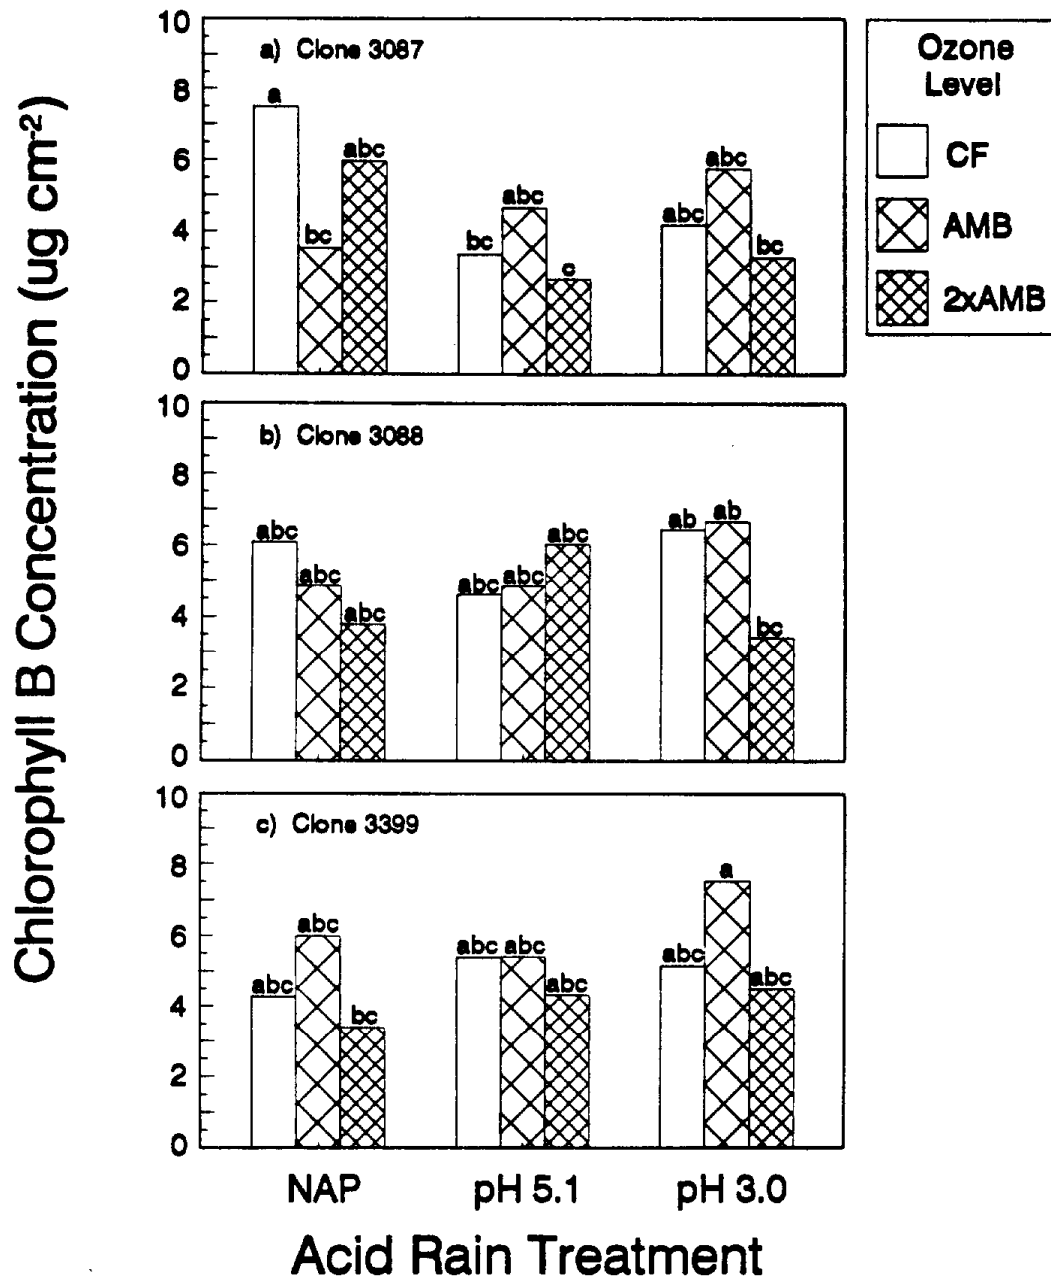 Chlorophyll B Concentration (ug cm-2)
10
8
6
4
2
0
a) Clone 3087
a
bc
abc
bc
abc
c
abc
abc
bc
Ozone
Level
CF
AMB
2xAMB
10
8
6
4
2
0
b) Clone 3088
abc
abc
abc
abc
abc
abc
ab
ab
bc
10
8
6
4
2
0
c) Clone 3399
abc
abc
bc
abc
abc
abc
abc
a
abc
NAP
pH 5.1
pH 3.0
Acid Rain Treatment